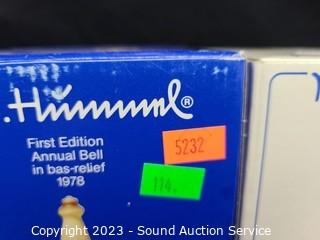 . Hummel®
First Edition
Annual Bell
in bas-relief
1978
5232
114.
Copyright 2023 - Sound Auction Service